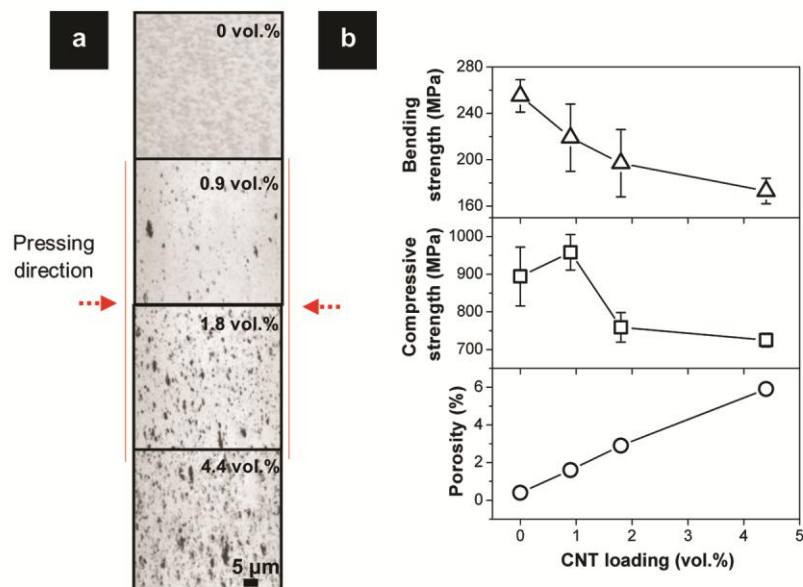 a
0 vol.%
0.9 vol.%
Pressing
direction
1.8 vol.%
4.4 vol.%
5 µm
b
Bending
strength (MPa)
280
240
200
160
Compressive
strength (MPa)
1000
900
800
700
Porosity (%)
6
4
2
0
0 1 2 3 4 5
CNT loading (vol.%)